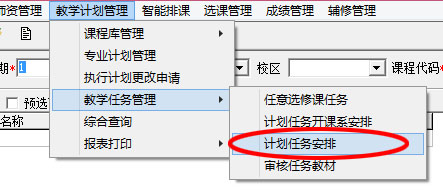 师资管理 教学计划管理 智能排课 选课管理 成绩管理 辅修管理
课程库管理
专业计划管理
期*1 校区 课程代码*
执行计划更改申请
预选 教学任务管理 任意选修课任务
名称 综合查询 计划任务开课系安排
报表打印 计划任务安排
审核任务教材